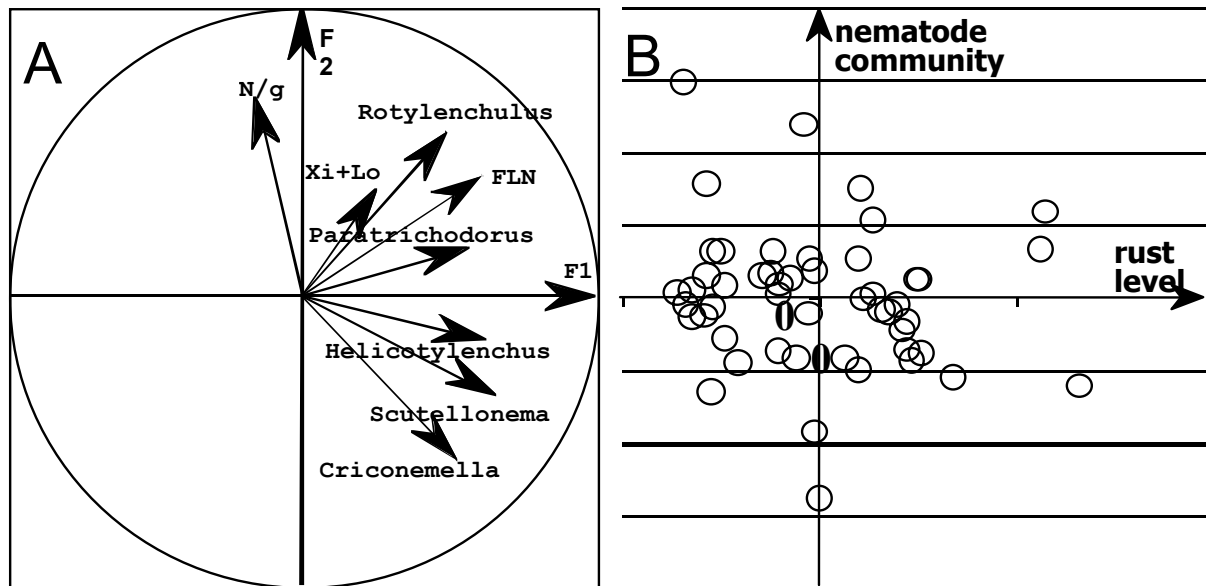 A
F
2
N/g
Rotylenchulus
Xi+Lo
FLN
Paratrichodorus
F1
Helicotylenchus
Scutellonema
Criconemella
B
nematode
community
rust
level